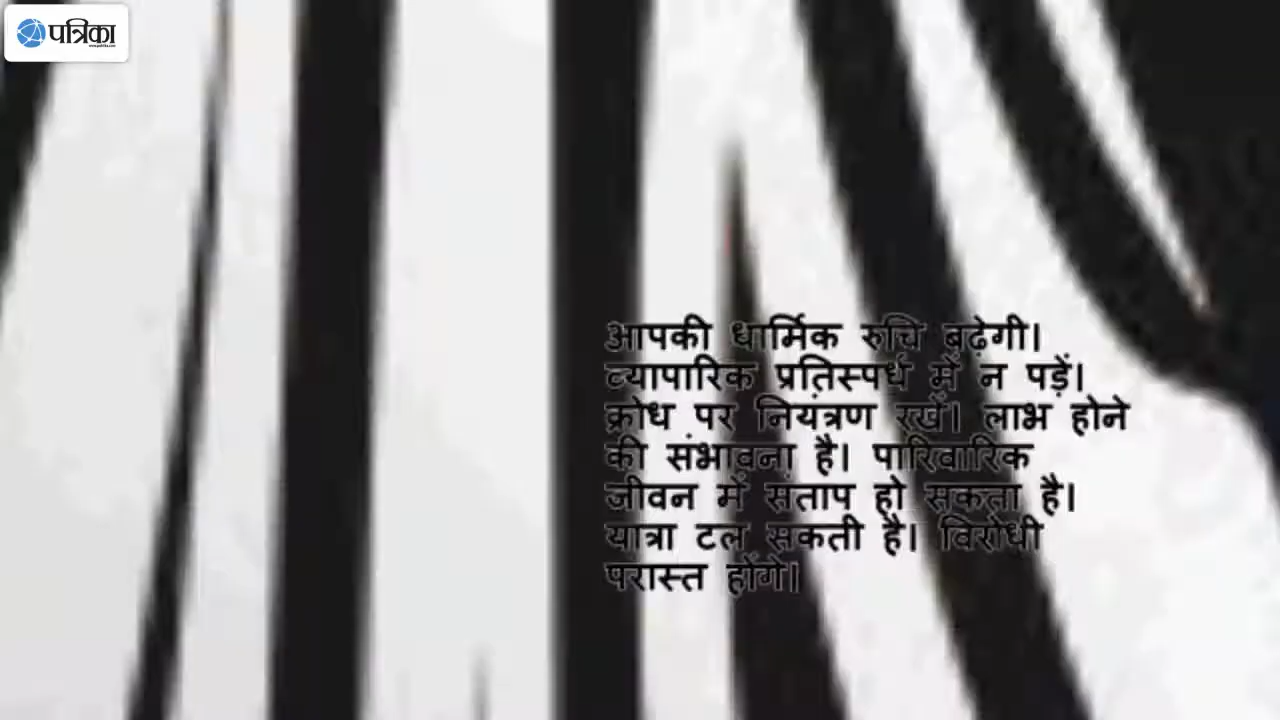 पत्रिका
आपकी धार्मिक रुचि बढ़ेगी।
व्यापारिक प्रतिस्पर्ध में न पड़ें।
क्रोध पर नियंत्रण रखें। लाभ होने
की संभावना है। पारिवारिक
जीवन में संताप हो सकता है।
यात्रा टल सकती है। विरोधी
परास्त होंगे।